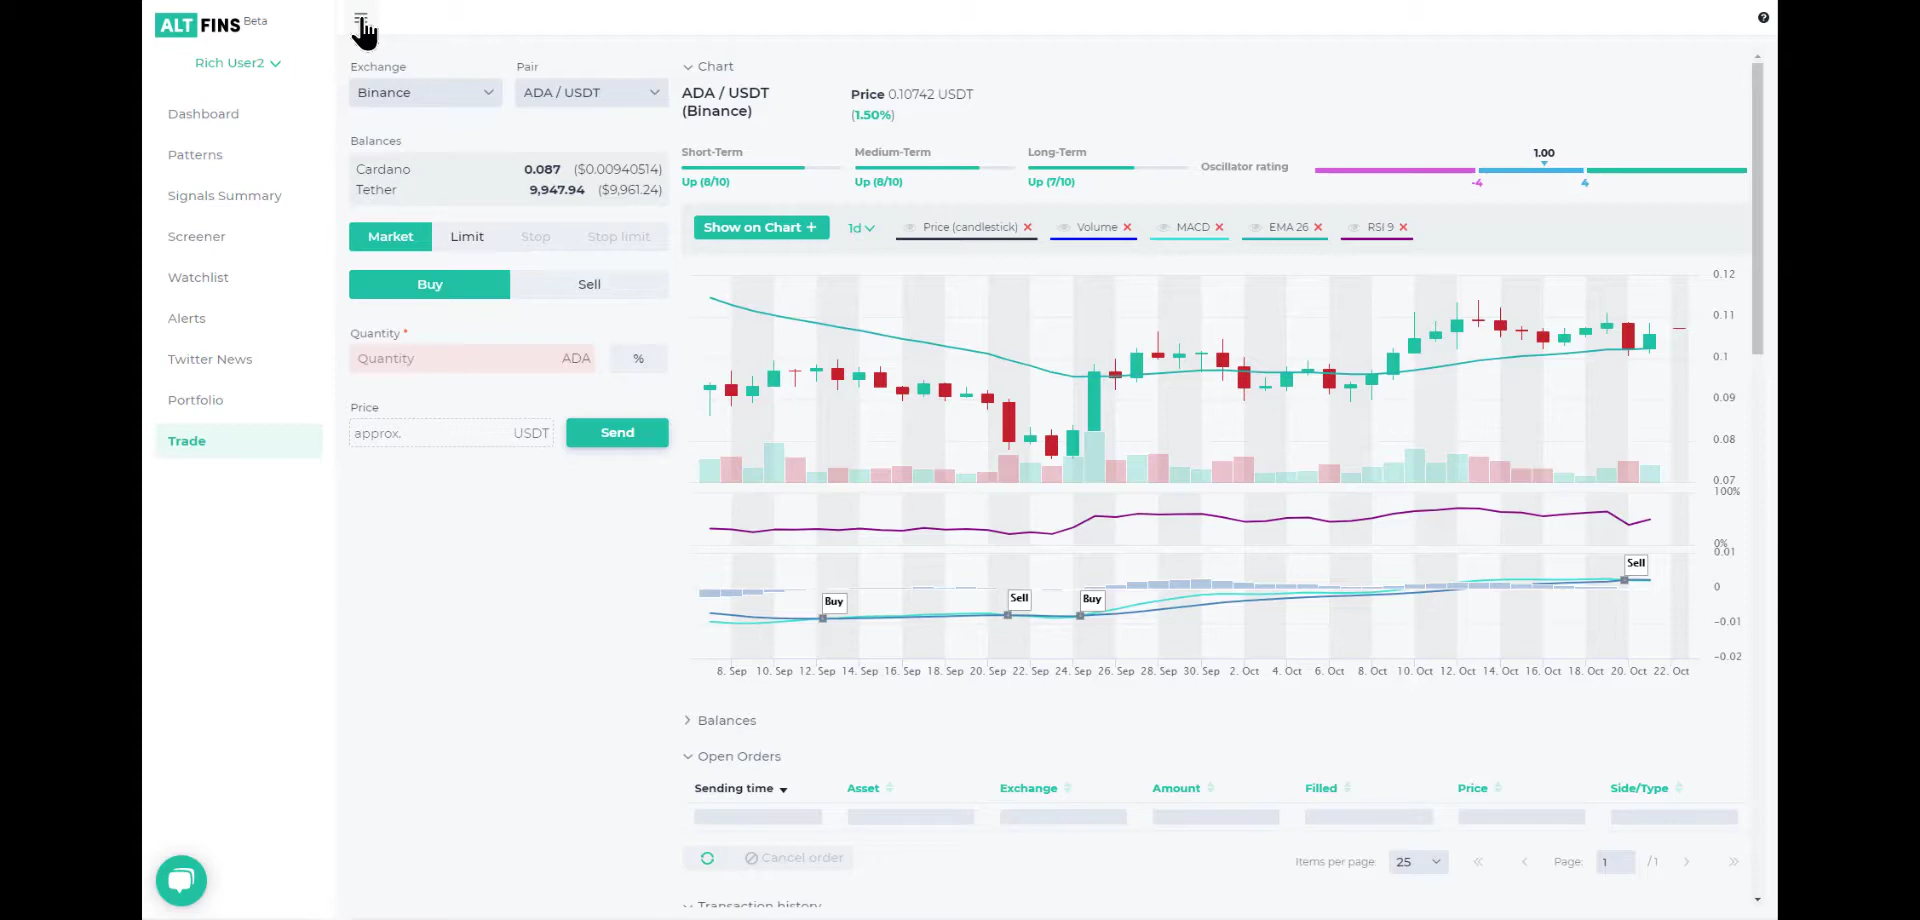 ALT FINS Beta
Rich User2
Dashboard
Patterns
Signals Summary
Screener
Watchlist
Alerts
Twitter News
Portfolio
Trade
Exchange Pair
Binance ADA / USDT
Balances
Cardano 0.087 ($0.00940514)
Tether 9,947.94 ($9,961.24)
Market Limit Stop Stop limit
Buy Sell
Quantity *
Quantity ADA %
Price
approx. USDT Send
Chart
ADA / USDT
(Binance)
Price 0.10742 USDT
(1.50%)
Short-Term Medium-Term Long-Term
Up (8/10) Up (8/10) Up (7/10)
Oscillator rating
1.00
-4 4
Show on Chart + 1d Price (candlestick) Volume MACD EMA 26 RSI 9
0.12
0.11
0.1
0.09
0.08
0.07
100%
0%
0.01
0
-0.01
-0.02
Buy Sell Buy Sell
8. Sep 10. Sep 12. Sep 14. Sep 16. Sep 18. Sep 20. Sep 22. Sep 24. Sep 26. Sep 28. Sep 30. Sep 2. Oct 4. Oct 6. Oct 8. Oct 10. Oct 12. Oct 14. Oct 16. Oct 18. Oct 20. Oct 22. Oct
Balances
Open Orders
Sending time Asset Exchange Amount Filled Price Side/Type
Cancel order Items per page: 25 Page: 1 / 1
Transaction history